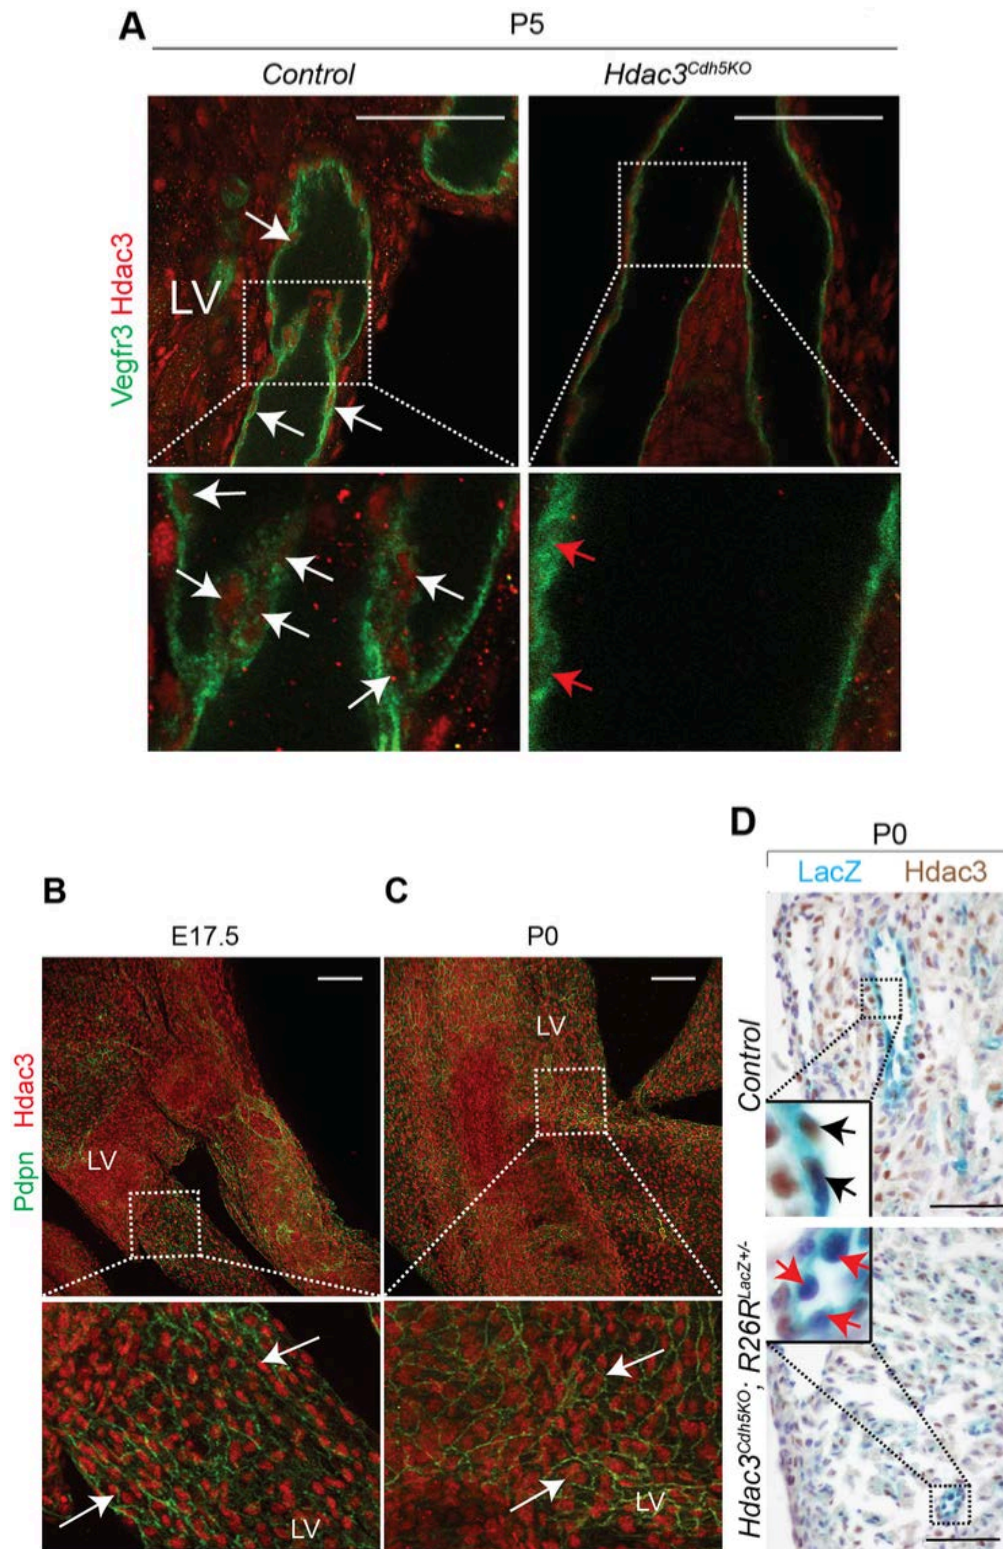 A
P5
Control
Hdac3Cdh5KO
Vegfr3 Hdac3
LV
B
E17.5
C
P0
Pdpn Hdac3
LV
LV
LV
LV
D
P0
LacZ Hdac3
Control
Hdac3Cdh5KO; R26RLacZ+/-